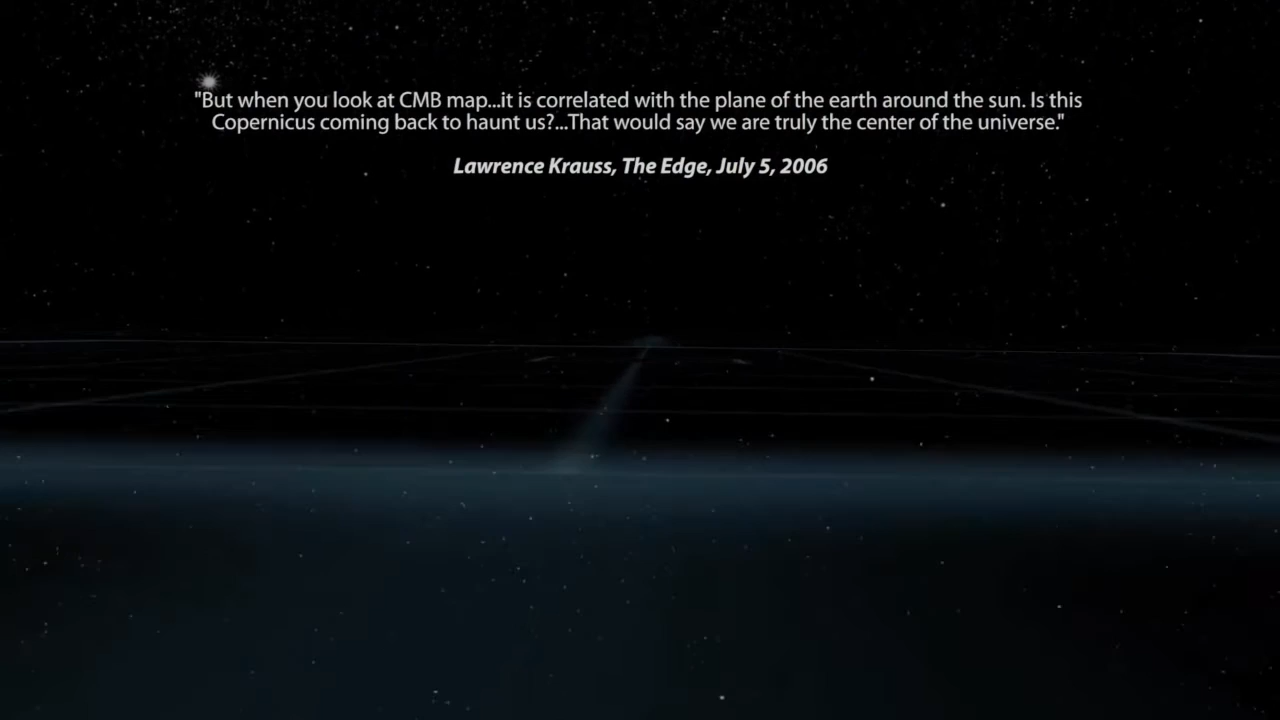 "But when you look at CMB map...it is correlated with the plane of the earth around the sun. Is this
Copernicus coming back to haunt us?...That would say we are truly the center of the universe."
Lawrence Krauss, The Edge, July 5, 2006